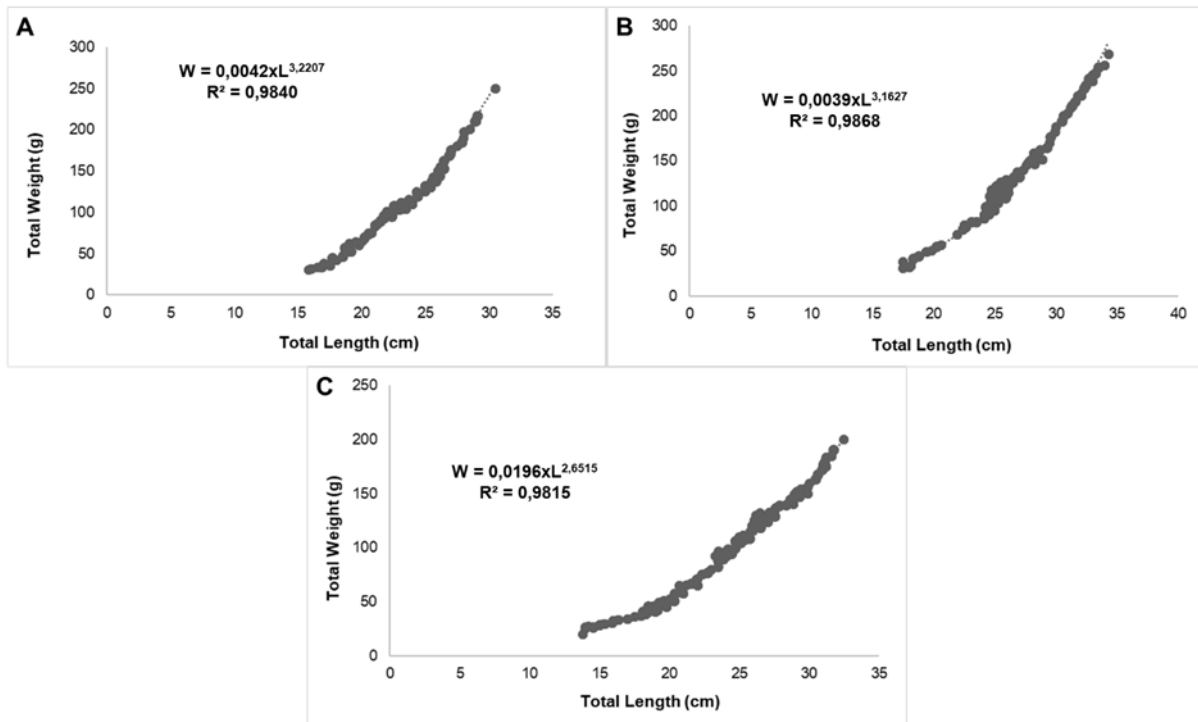 A
W = 0,0042xL3,2207
R² = 0,9840
Total Weight (g)
300
250
200
150
100
50
0
0 5 10 15 20 25 30 35
Total Length (cm)
B
W = 0,0039xL3,1627
R² = 0,9868
Total Weight (g)
300
250
200
150
100
50
0
0 5 10 15 20 25 30 35 40
Total Length (cm)
C
W = 0,0196xL2,6515
R² = 0,9815
Total Weight (g)
250
200
150
100
50
0
0 5 10 15 20 25 30 35
Total Length (cm)